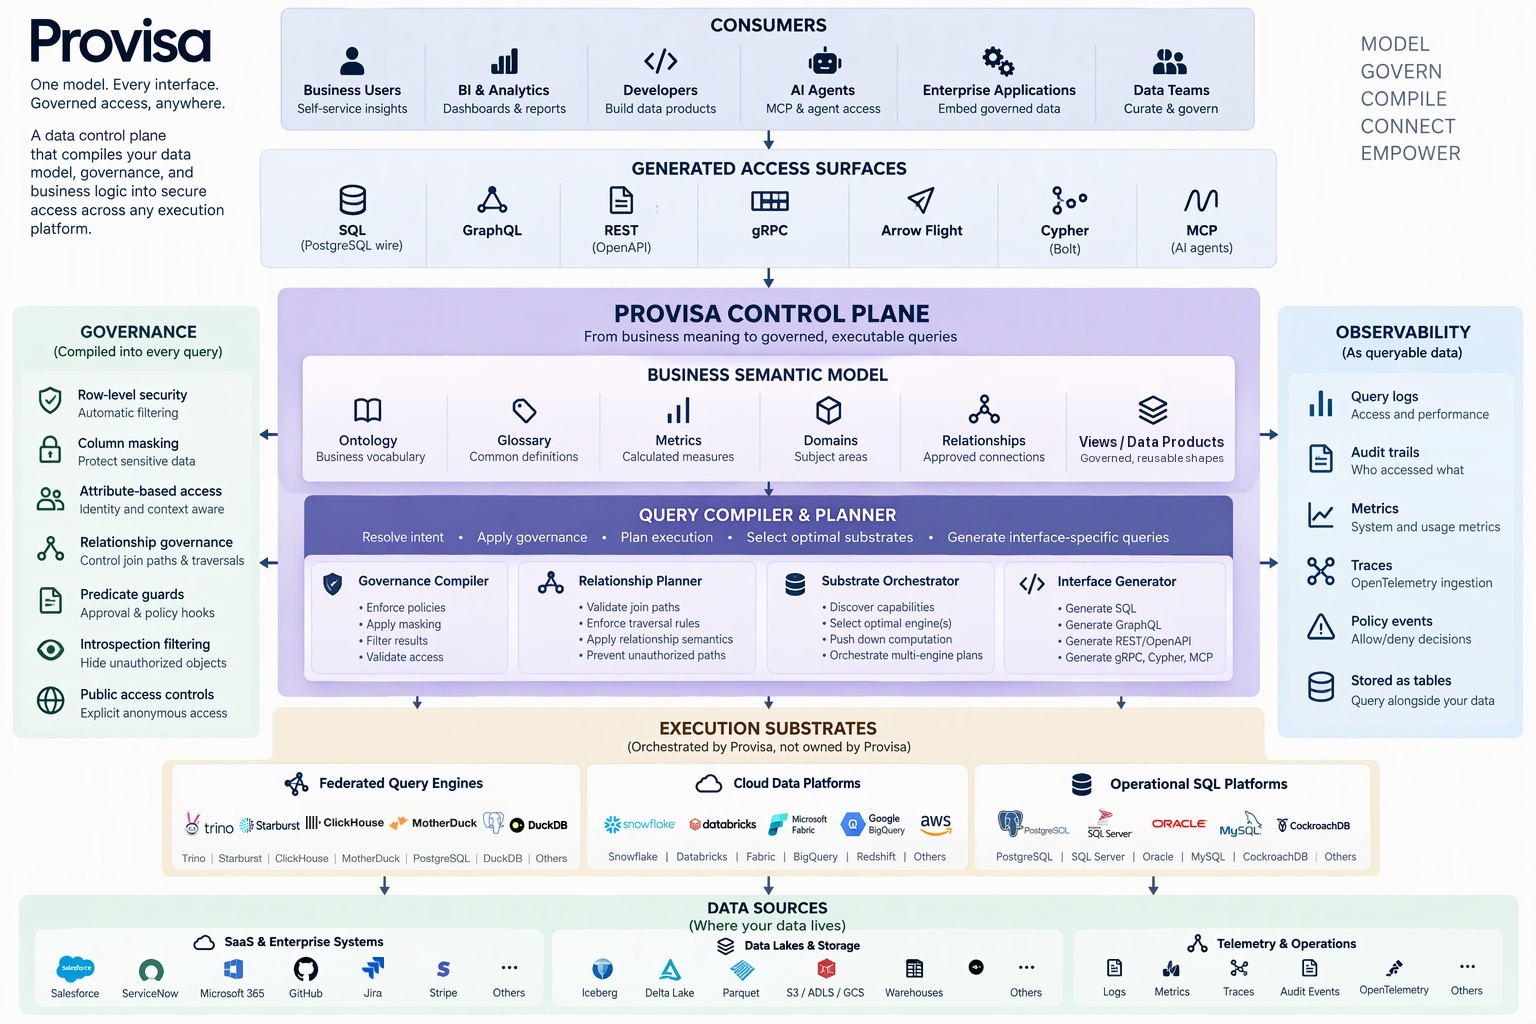 Provisa
One model. Every interface.
Governed access, anywhere.
A data control plane
that compiles your data
model, governance, and
business logic into secure
access across any execution
platform.
MODEL
GOVERN
COMPILE
CONNECT
EMPOWER
CONSUMERS
Business Users
Self-service insights
BI & Analytics
Dashboards & reports
Developers
Build data products
AI Agents
MCP & agent access
Enterprise Applications
Embed governed data
Data Teams
Curate & govern
GENERATED ACCESS SURFACES
SQL
(PostgreSQL wire)
GraphQL
REST
(OpenAPI)
gRPC
Arrow Flight
Cypher
(Bolt)
MCP
(AI agents)
GOVERNANCE
(Compiled into every query)
Row-level security
Automatic filtering
Column masking
Protect sensitive data
Attribute-based access
Identity and context aware
Relationship governance
Control join paths & traversals
Predicate guards
Approval & policy hooks
Introspection filtering
Hide unauthorized objects
Public access controls
Explicit anonymous access
PROVISA CONTROL PLANE
From business meaning to governed, executable queries
BUSINESS SEMANTIC MODEL
Ontology
Business vocabulary
Glossary
Common definitions
Metrics
Calculated measures
Domains
Subject areas
Relationships
Approved connections
Views / Data Products
Governed, reusable shapes
QUERY COMPILER & PLANNER
Resolve intent • Apply governance • Plan execution • Select optimal substrates • Generate interface-specific queries
Governance Compiler
• Enforce policies
• Apply masking
• Filter results
• Validate access
Relationship Planner
• Validate join paths
• Enforce traversal rules
• Apply relationship semantics
• Prevent unauthorized paths
Substrate Orchestrator
• Discover capabilities
• Select optimal engine(s)
• Push down computation
• Orchestrate multi-engine plans
Interface Generator
• Generate SQL
• Generate GraphQL
• Generate REST/OpenAPI
• Generate gRPC, Cypher, MCP
OBSERVABILITY
(As queryable data)
Query logs
Access and performance
Audit trails
Who accessed what
Metrics
System and usage metrics
Traces
OpenTelemetry ingestion
Policy events
Allow/deny decisions
Stored as tables
Query alongside your data
EXECUTION SUBSTRATES
(Orchestrated by Provisa, not owned by Provisa)
Federated Query Engines
trino Starburst ClickHouse MotherDuck DuckDB
Trino | Starburst | ClickHouse | MotherDuck | PostgreSQL | DuckDB | Others
Cloud Data Platforms
snowflake databricks Microsoft Fabric Google BigQuery aws
Snowflake | Databricks | Fabric | BigQuery | Redshift | Others
Operational SQL Platforms
PostgreSQL SQL Server ORACLE MySQL CockroachDB
PostgreSQL | SQL Server | Oracle | MySQL | CockroachDB | Others
DATA SOURCES
(Where your data lives)
SaaS & Enterprise Systems
salesforce
Salesforce
ServiceNow
Microsoft 365
GitHub
Jira
S
Stripe
Others
Data Lakes & Storage
Iceberg
Delta Lake
Parquet
S3 / ADLS / GCS
Warehouses
Others
Telemetry & Operations
Logs
Metrics
Traces
Audit Events
OpenTelemetry
Others